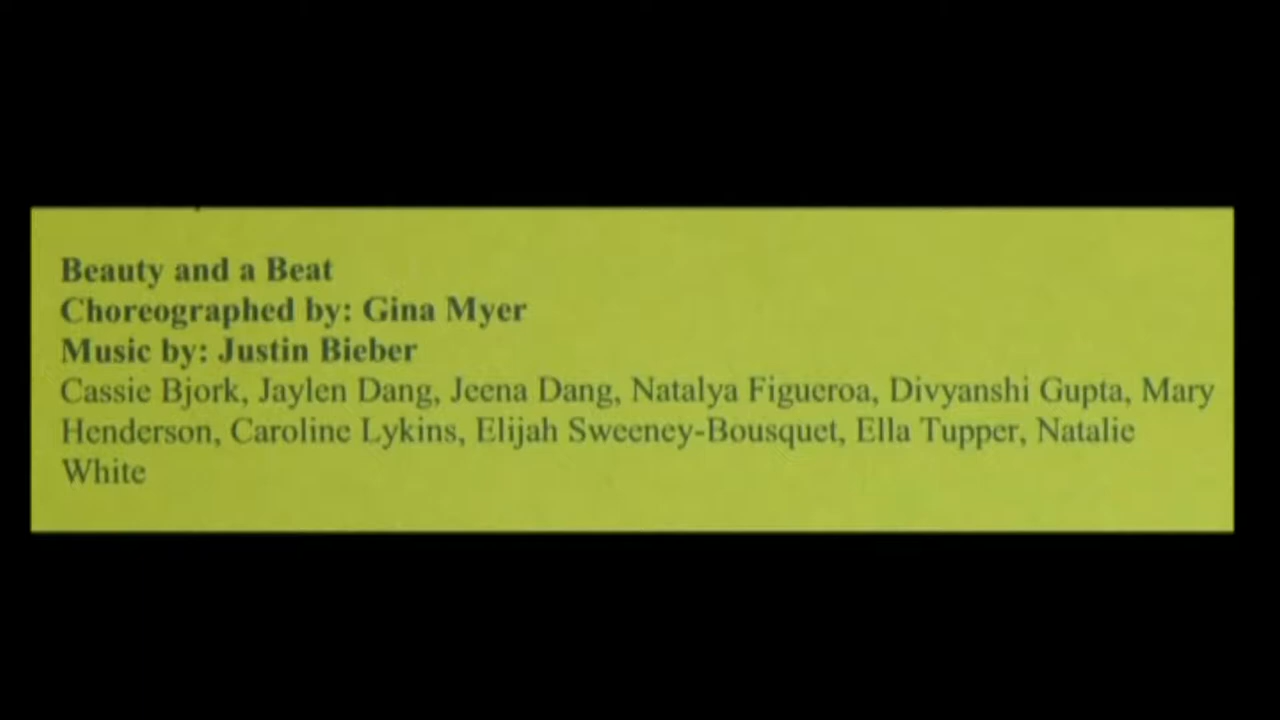 Beauty and a Beat
Choreographed by: Gina Myer
Music by: Justin Bieber
Cassie Bjork, Jaylen Dang, Jeena Dang, Natalya Figueroa, Divyanshi Gupta, Mary
Henderson, Caroline Lykins, Elijah Sweeney-Bousquet, Ella Tupper, Natalie
White